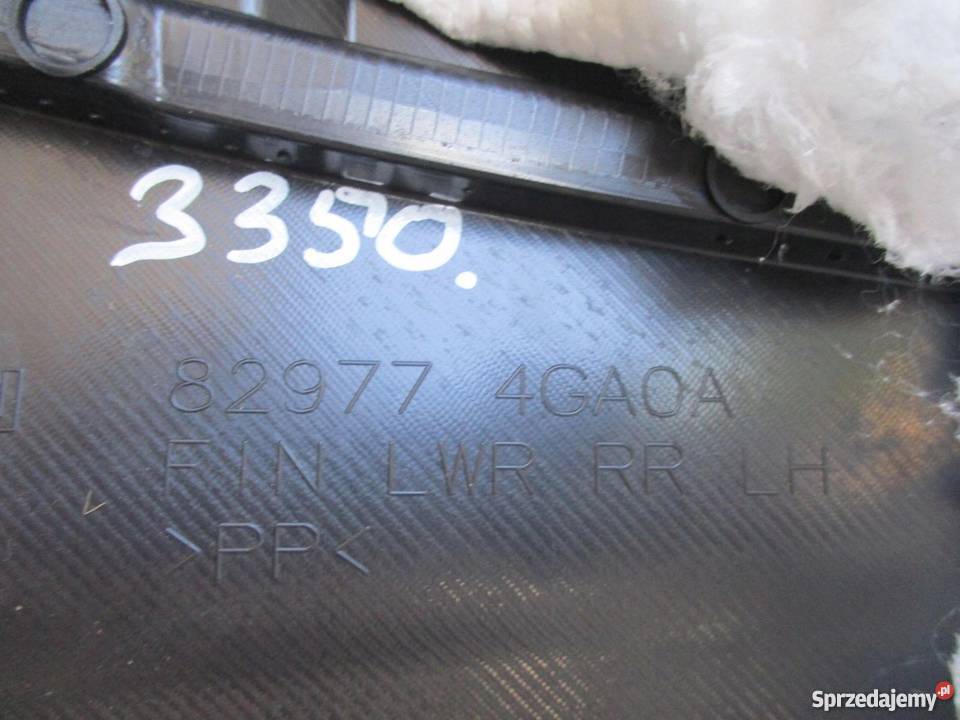 3350.
82977 4GA0A
FIN LWR RR LH
>PP<
Sprzedajemy.pl